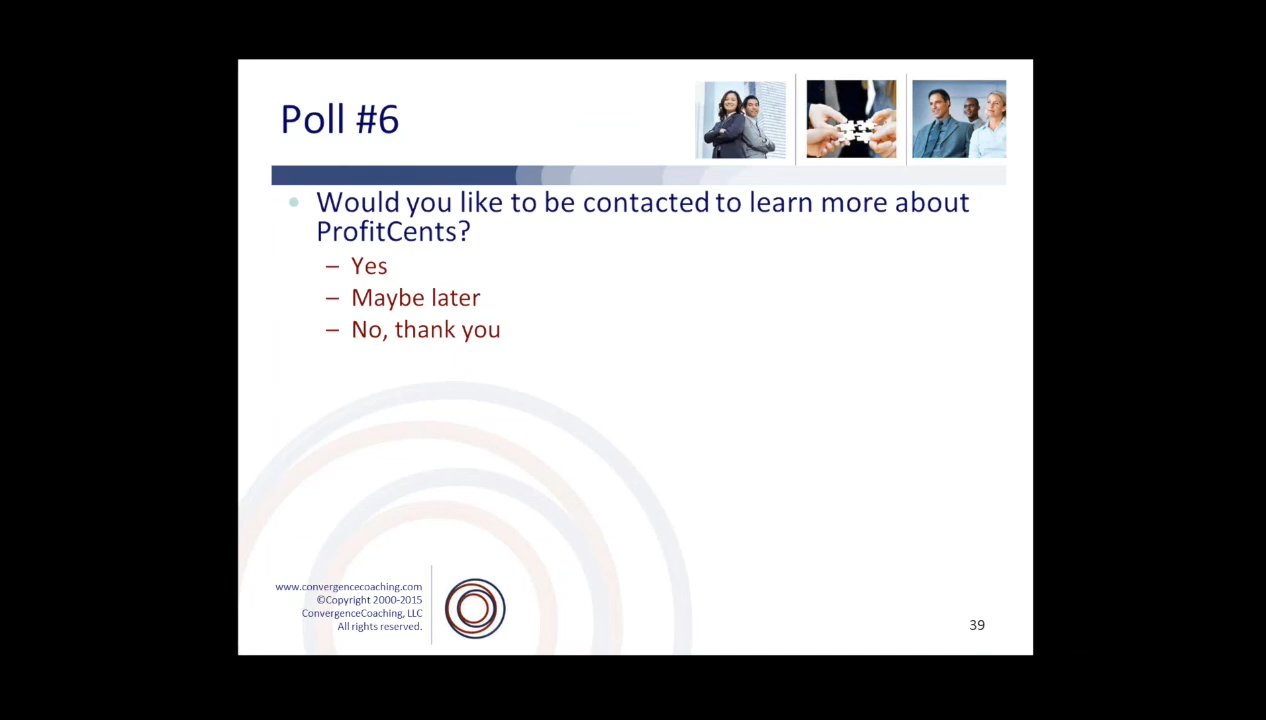 Poll #6
Would you like to be contacted to learn more about
ProfitCents?
– Yes
– Maybe later
– No, thank you
www.convergencecoaching.com
©Copyright 2000-2015
ConvergenceCoaching, LLC
All rights reserved.
39